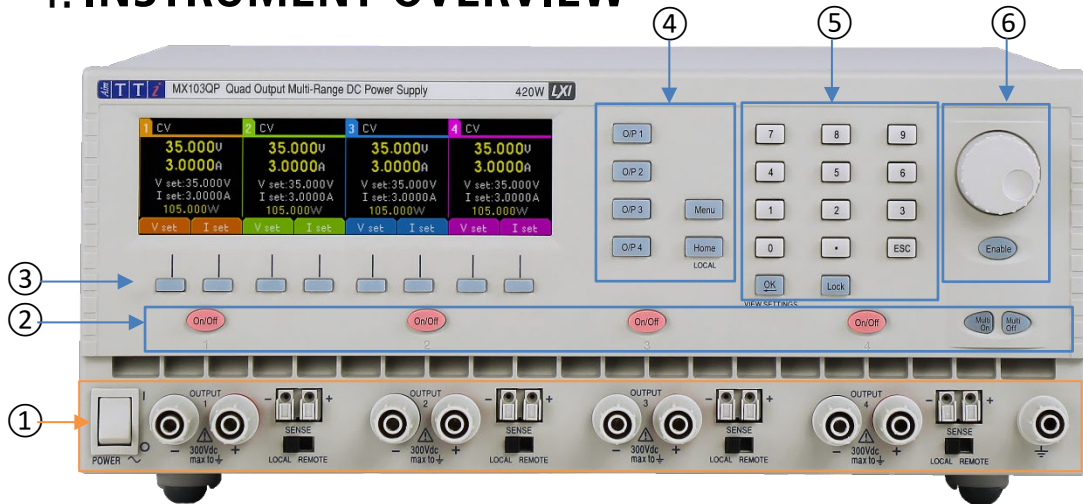 1. INSTRUMENT OVERVIEW
④ ⑤ ⑥
Aim TTi MX103QP Quad Output Multi-Range DC Power Supply 420W LXI
1 CV 2 CV 3 CV 4 CV
35.000V 35.000V 35.000V 35.000V
3.0000A 3.0000A 3.0000A 3.0000A
V set:35.000V V set:35.000V V set:35.000V V set:35.000V
I set:3.0000A I set:3.0000A I set:3.0000A I set:3.0000A
105.000W 105.000W 105.000W 105.000W
V set I set V set I set V set I set V set I set
O/P 1
O/P 2
O/P 3 Menu
O/P 4 Home
LOCAL
7 8 9
4 5 6
1 2 3
0 • ESC
OK Lock
VIEW SETTINGS
Enable
③
②
On/Off On/Off On/Off On/Off Multi On Multi Off
1 2 3 4
①
POWER
I
O
OUTPUT 1
- +
300Vdc max to
- +
SENSE
LOCAL REMOTE
OUTPUT 2
- +
300Vdc max to
- +
SENSE
LOCAL REMOTE
OUTPUT 3
- +
300Vdc max to
- +
SENSE
LOCAL REMOTE
OUTPUT 4
- +
300Vdc max to
- +
SENSE
LOCAL REMOTE